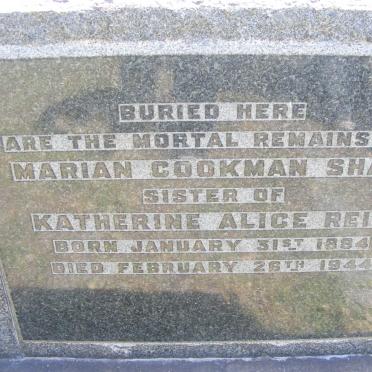 BURIED HERE
ARE THE MORTAL REMAINS
MARIAN COOKMAN SHA
SISTER OF
KATHERINE ALICE REI
BORN JANUARY 31ST 1884
DIED FEBRUARY 26TH 1944